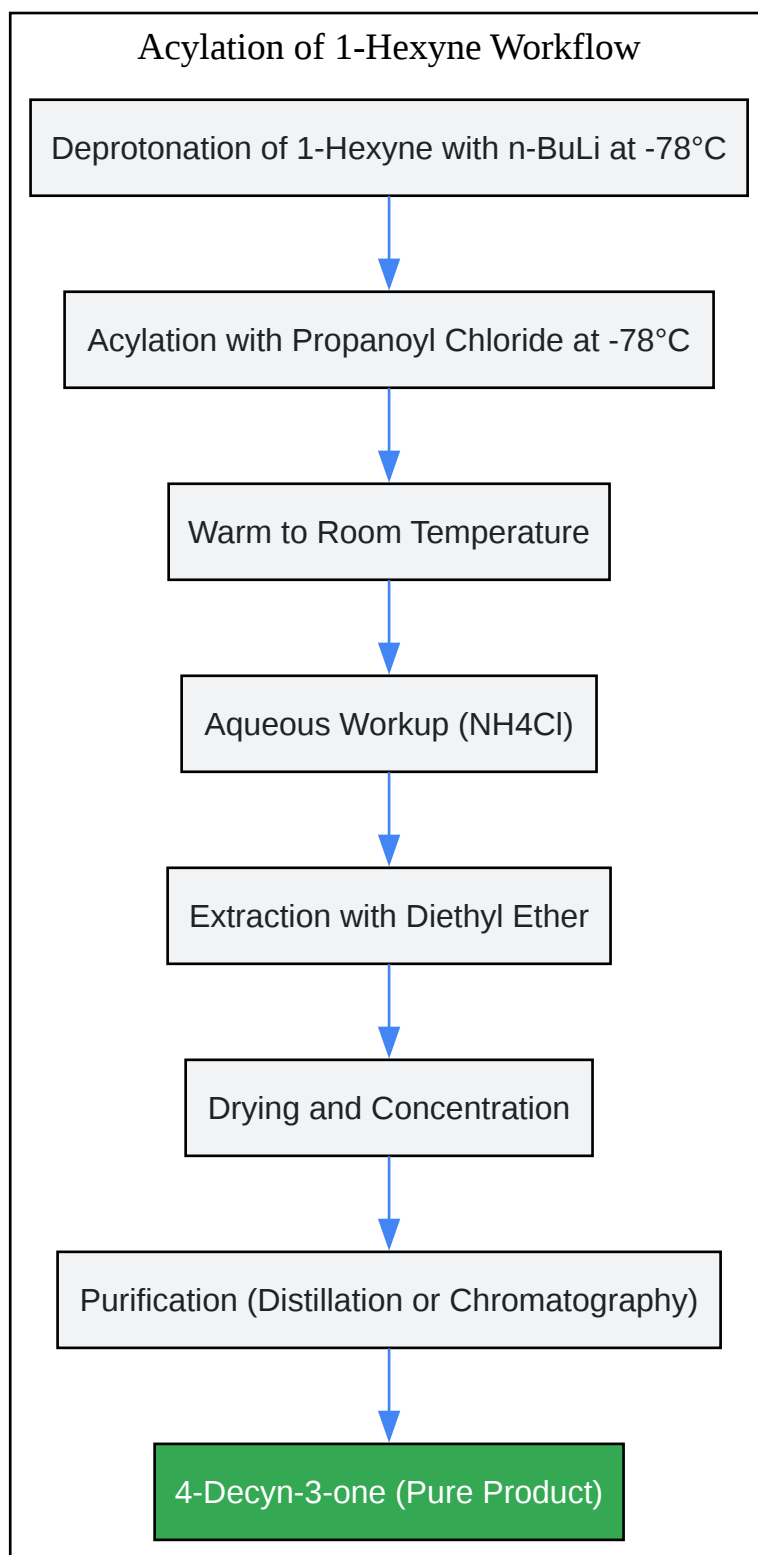 Acylation of 1-Hexyne Workflow
Deprotonation of 1-Hexyne with n-BuLi at -78°C
Acylation with Propanoyl Chloride at -78°C
Warm to Room Temperature
Aqueous Workup (NH4Cl)
Extraction with Diethyl Ether
Drying and Concentration
Purification (Distillation or Chromatography)
4-Decyn-3-one (Pure Product)